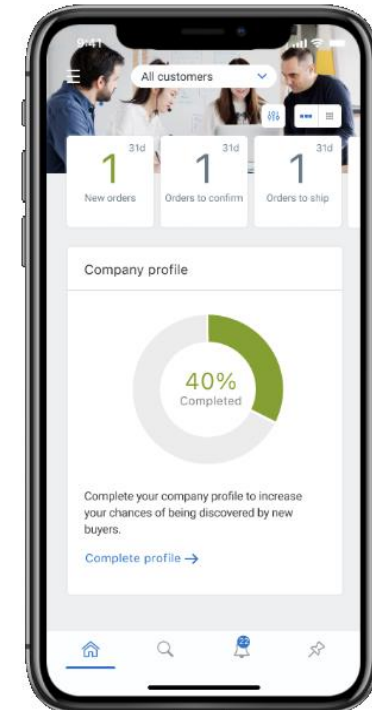 9:41
All customers
31d
1
New orders
31d
1
Orders to confirm
31d
1
Orders to ship
Company profile
40%
Completed
Complete your company profile to increase
your chances of being discovered by new
buyers.
Complete profile →
22